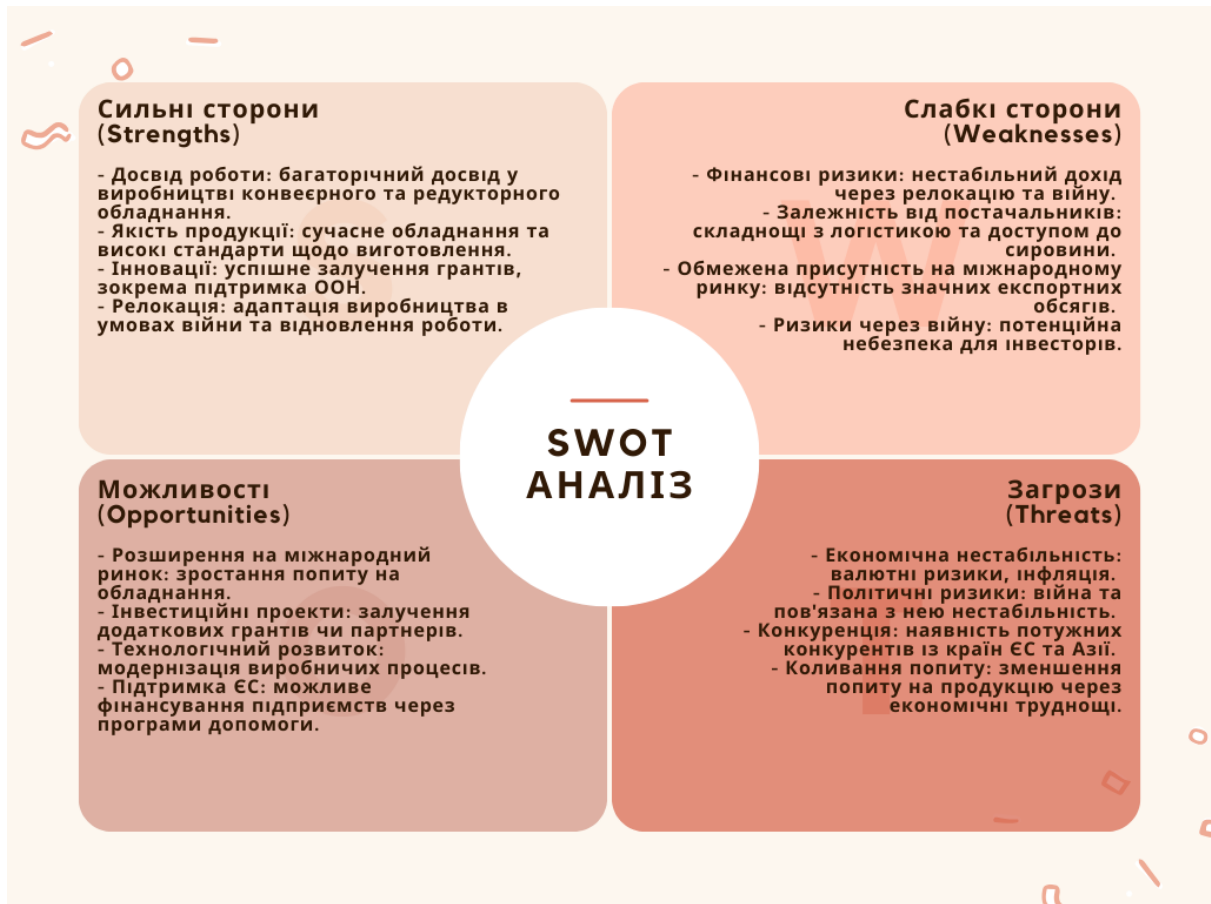 Сильні сторони
(Strengths)
- Досвід роботи: багаторічний досвід у
виробництві конвеєрного та редукторного
обладнання.
- Якість продукції: сучасне обладнання та
високі стандарти щодо виготовлення.
- Інновації: успішне залучення грантів,
зокрема підтримка ООН.
- Релокація: адаптація виробництва в
умовах війни та відновлення роботи.
Слабкі сторони
(Weaknesses)
- Фінансові ризики: нестабільний дохід
через релокацію та війну.
- Залежність від постачальників:
складнощі з логістикою та доступом до
сировини.
- Обмежена присутність на міжнародному
ринку: відсутність значних експортних
обсягів.
- Ризики через війну: потенційна
небезпека для інвесторів.
SWOT
АНАЛІЗ
Можливості
(Opportunities)
- Розширення на міжнародний
ринок: зростання попиту на
обладнання.
- Інвестиційні проекти: залучення
додаткових грантів чи партнерів.
- Технологічний розвиток:
модернізація виробничих процесів.
- Підтримка ЄС: можливе
фінансування підприємств через
програми допомоги.
Загрози
(Threats)
- Економічна нестабільність:
валютні ризики, інфляція.
- Політичні ризики: війна та
пов'язана з нею нестабільність.
- Конкуренція: наявність потужних
конкурентів із країн ЄС та Азії.
- Коливання попиту: зменшення
попиту на продукцію через
економічні труднощі.